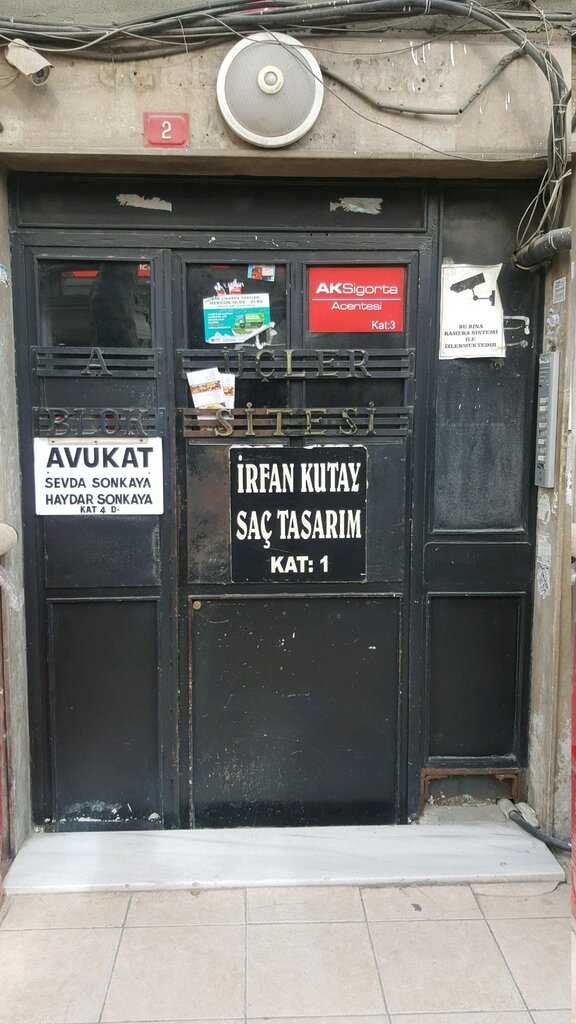 2
AKSigorta
Acentesi
Kat:3
BU BİNA
KAMERA SİSTEMİ
İLE
İZLENMEKTEDİR
A
BLOK
ÜÇLER
SİTESİ
AVUKAT
SEVDA SONKAYA
HAYDAR SONKAYA
KAT 4 D-
İRFAN KUTAY
SAÇ TASARIM
KAT: 1